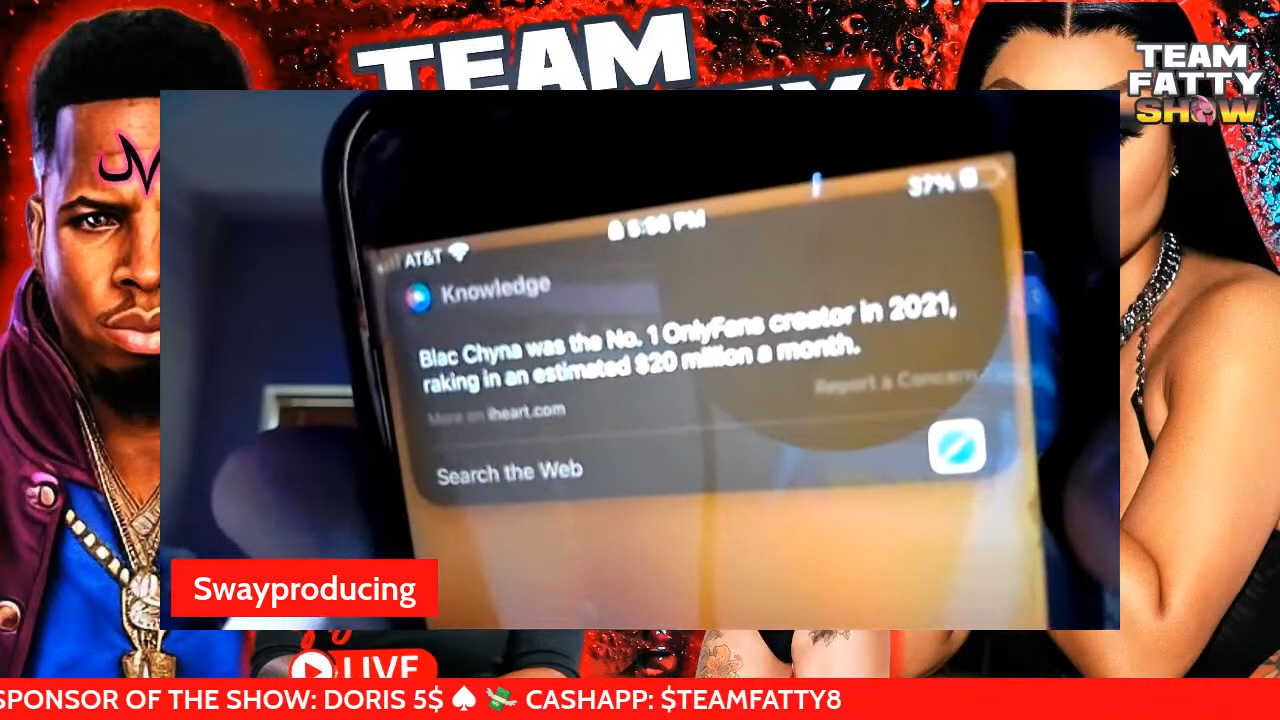 TEAM
TEAM
FATTY
SHOW
37%
PM
AT&T
Knowledge
Blac Chyna was the No. 1 OnlyFans creator in 2021,
raking in an estimated $20 million a month.
Report a Concern
More on iheart.com
Search the Web
Swayproducing
LIVE
SPONSOR OF THE SHOW: DORIS 5$ ♠ 💸 CASHAPP: $TEAMFATTY8